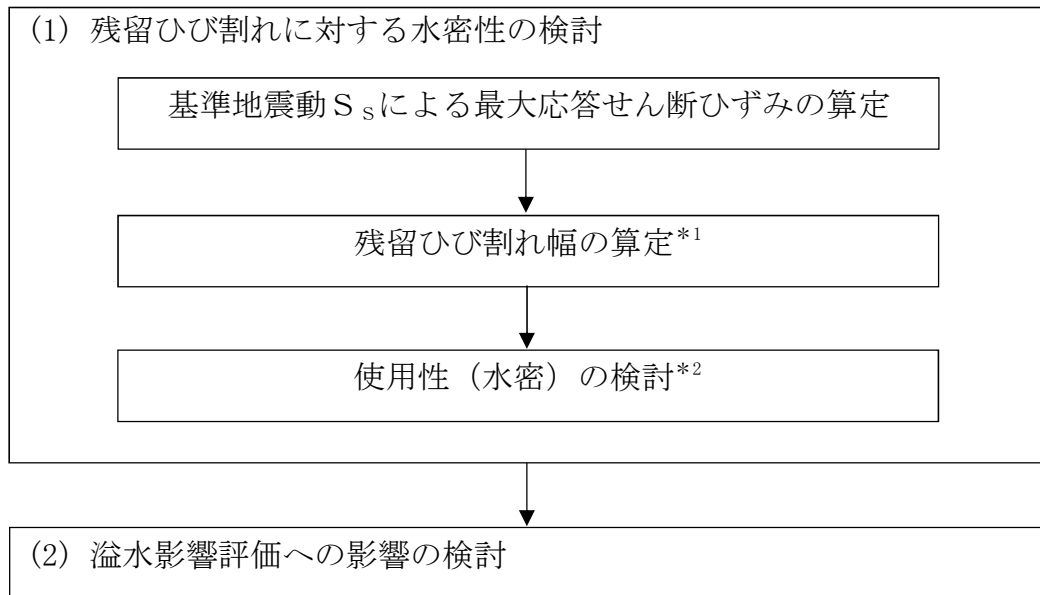 (1) 残留ひび割れに対する水密性の検討
基準地震動Ｓsによる最大応答せん断ひずみの算定
残留ひび割れ幅の算定*1
使用性（水密）の検討*2
(2) 溢水影響評価への影響の検討